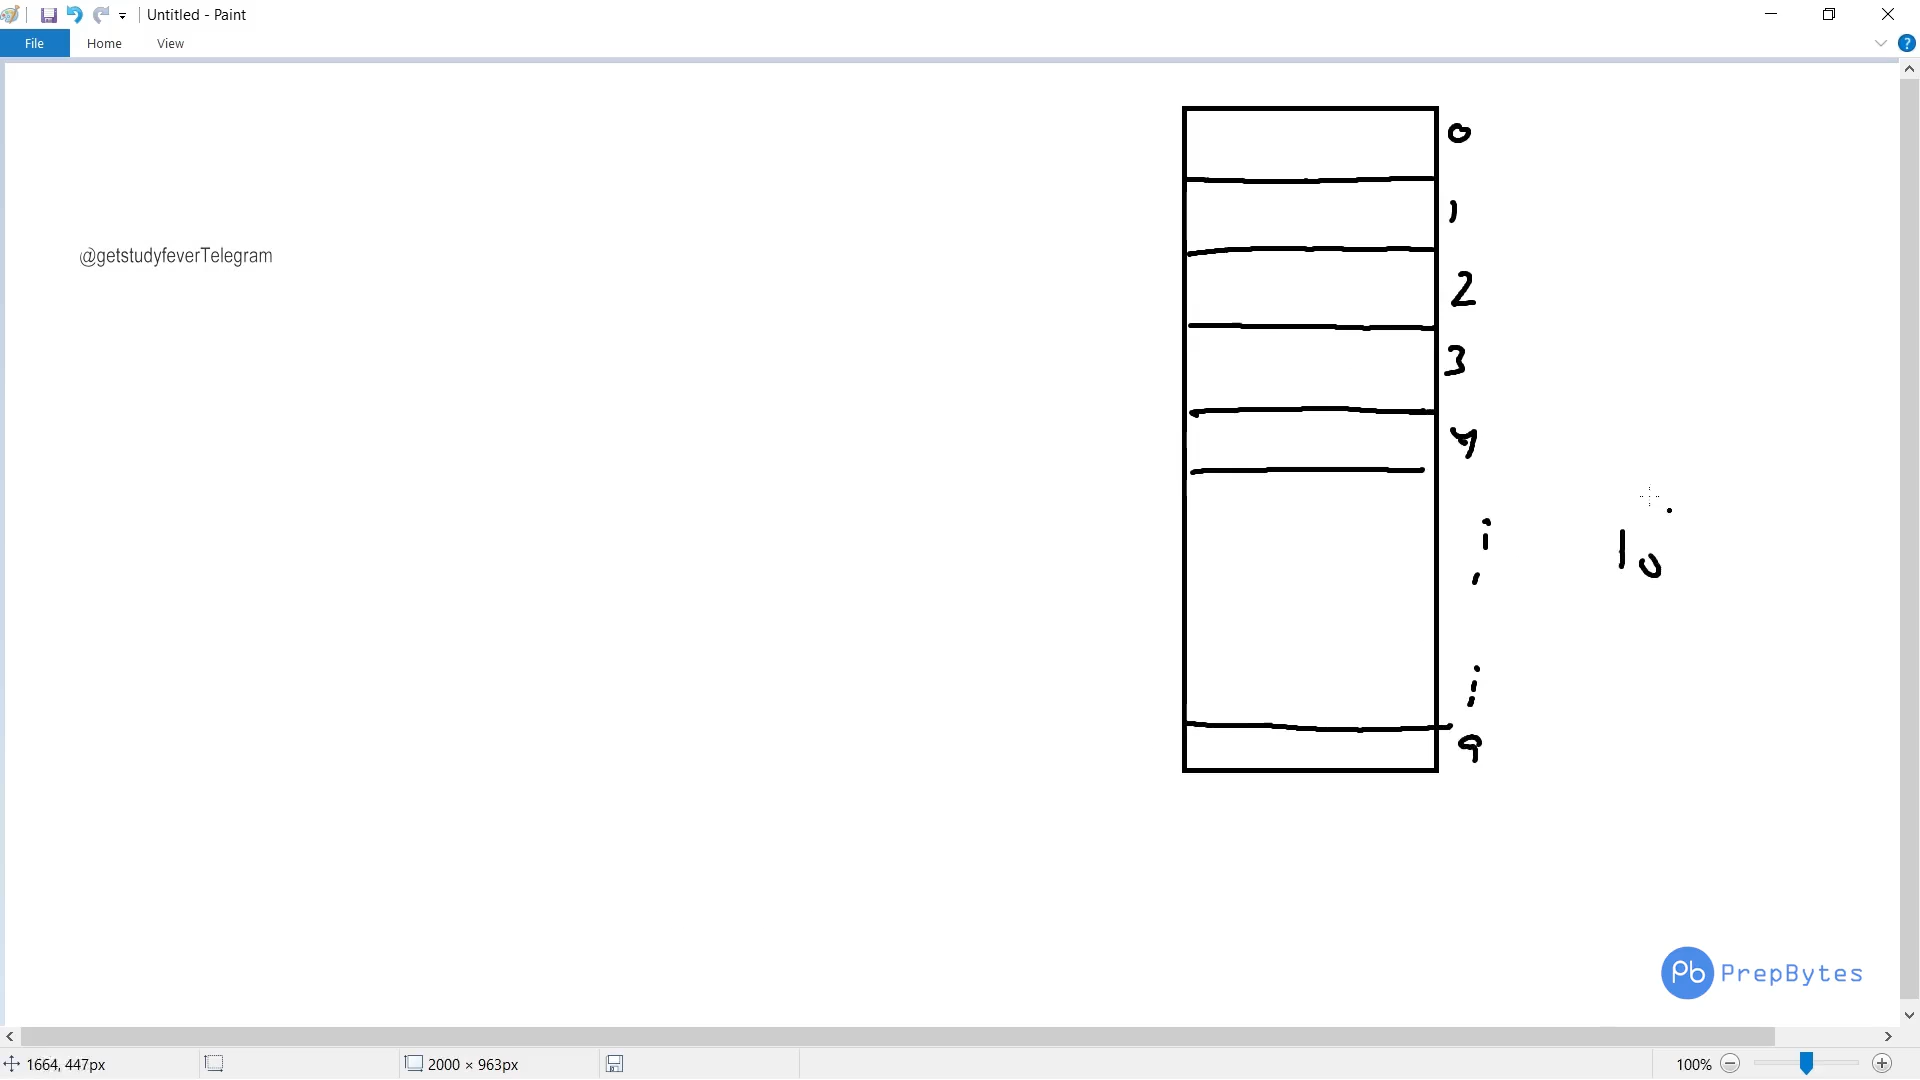 Untitled - Paint
File Home View
0
1
@getstudyfeverTelegram
2
3
4
10
9
Pb PrepBytes
1664, 447px
2000 × 963px
100%